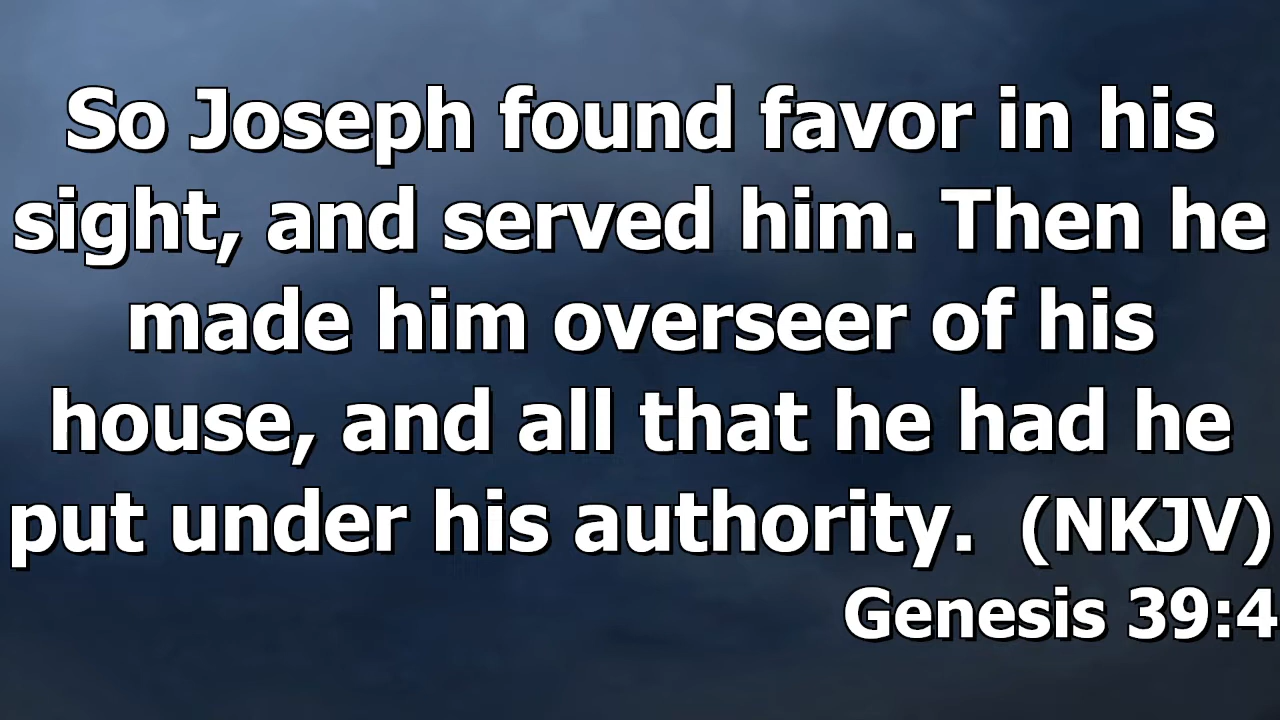 So Joseph found favor in his
sight, and served him. Then he
made him overseer of his
house, and all that he had he
put under his authority.  (NKJV)
Genesis 39:4